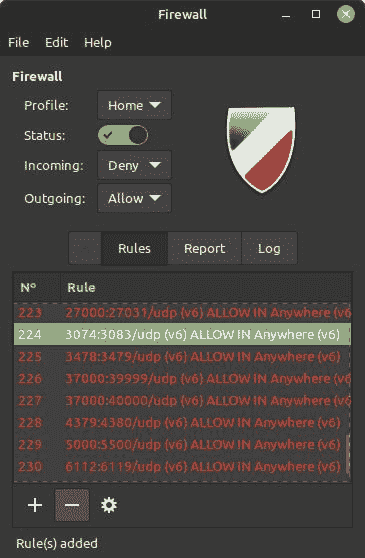 Firewall
File Edit Help
Firewall
Profile: Home
Status:
Incoming: Deny
Outgoing: Allow
Rules Report Log
Nº Rule
223 27000:27031/udp (v6) ALLOW IN Anywhere (v6
224 3074:3083/udp (v6) ALLOW IN Anywhere (v6)
225 3478:3479/udp (v6) ALLOW IN Anywhere (v6)
226 37000:39999/udp (v6) ALLOW IN Anywhere (v6
227 37000:40000/udp (v6) ALLOW IN Anywhere (v6
228 4379:4380/udp (v6) ALLOW IN Anywhere (v6)
229 5000:5500/udp (v6) ALLOW IN Anywhere (v6)
230 6112:6119/udp (v6) ALLOW IN Anywhere (v6)
Rule(s) added